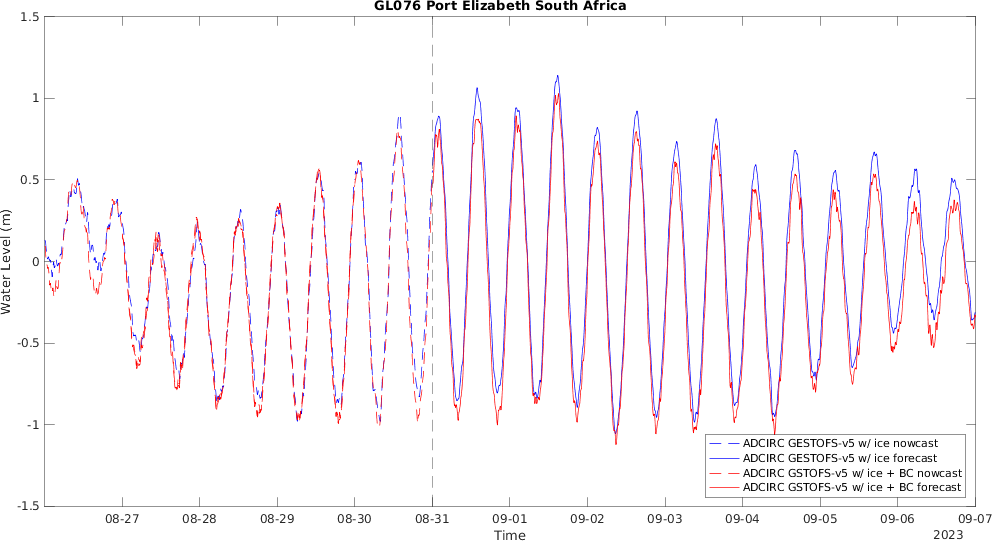 GL076 Port Elizabeth South Africa
1.5
1
0.5
0
-0.5
-1
-1.5
Water Level (m)
ADCIRC GESTOFS-v5 w/ ice nowcast
ADCIRC GESTOFS-v5 w/ ice forecast
ADCIRC GSTOFS-v5 w/ ice + BC nowcast
ADCIRC GSTOFS-v5 w/ ice + BC forecast
08-27 08-28 08-29 08-30 08-31 09-01 09-02 09-03 09-04 09-05 09-06 09-07
Time
2023